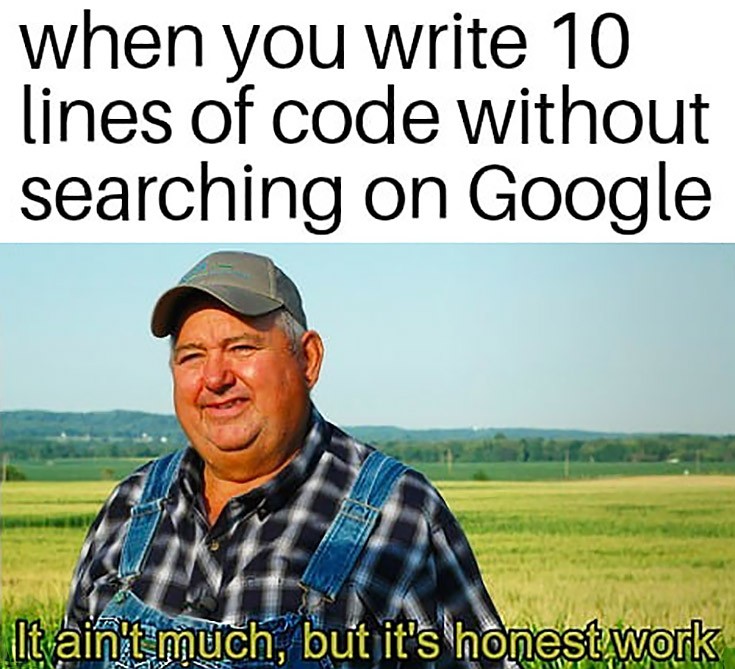 when you write 10
lines of code without
searching on Google
It ain't much, but it's honest work